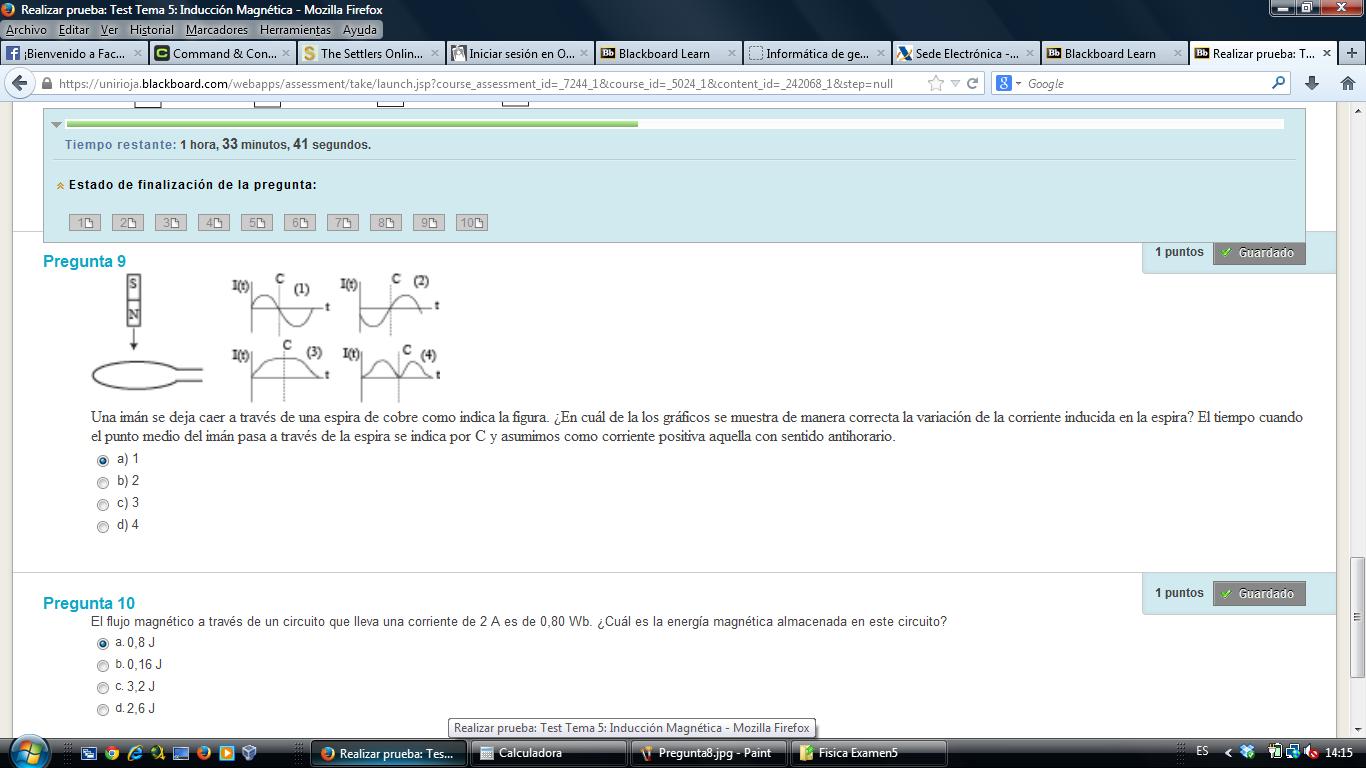 Realizar prueba: Test Tema 5: Inducción Magnética - Mozilla Firefox
Archivo Editar Ver Historial Marcadores Herramientas Ayuda
¡Bienvenido a Fac... Command & Con... The Settlers Onlin... Iniciar sesión en O... Blackboard Learn Informática de ge... Sede Electrónica -... Blackboard Learn Realizar prueba: T...
https://unirioja.blackboard.com/webapps/assessment/take/launch.jsp?course_assessment_id=_7244_1&course_id=_5024_1&content_id=_242068_1&step=null Google
Tiempo restante: 1 hora, 33 minutos, 41 segundos.
Estado de finalización de la pregunta:
1 2 3 4 5 6 7 8 9 10
1 puntos Guardado
Pregunta 9
S
N
I(t) C (1) t
I(t) C (2) t
I(t) C (3) t
I(t) C (4) t
Una imán se deja caer a través de una espira de cobre como indica la figura. ¿En cuál de la los gráficos se muestra de manera correcta la variación de la corriente inducida en la espira? El tiempo cuando
el punto medio del imán pasa a través de la espira se indica por C y asumimos como corriente positiva aquella con sentido antihorario.
a) 1
b) 2
c) 3
d) 4
1 puntos Guardado
Pregunta 10
El flujo magnético a través de un circuito que lleva una corriente de 2 A es de 0,80 Wb. ¿Cuál es la energía magnética almacenada en este circuito?
a. 0,8 J
b. 0,16 J
c. 3,2 J
d. 2,6 J
Realizar prueba: Test Tema 5: Inducción Magnética - Mozilla Firefox
Realizar prueba: Tes... Calculadora Pregunta8.jpg - Paint Fisica Examen5 ES 14:15